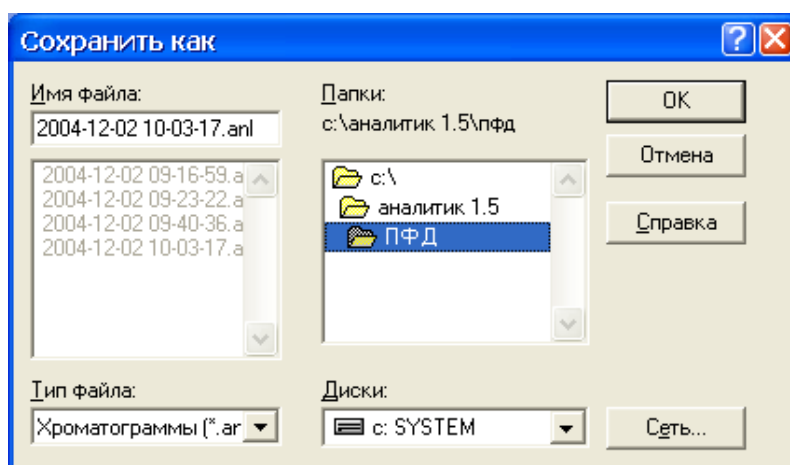 Сохранить как
Имя файла:
2004-12-02 10-03-17.anl
2004-12-02 09-16-59.a
2004-12-02 09-23-22.a
2004-12-02 09-40-36.a
2004-12-02 10-03-17.a
Тип файла:
Хроматограммы (*.ar
Папки:
c:\аналитик 1.5\пфд
c:\
аналитик 1.5
ПФД
Диски:
c: SYSTEM
OK
Отмена
Справка
Сеть...